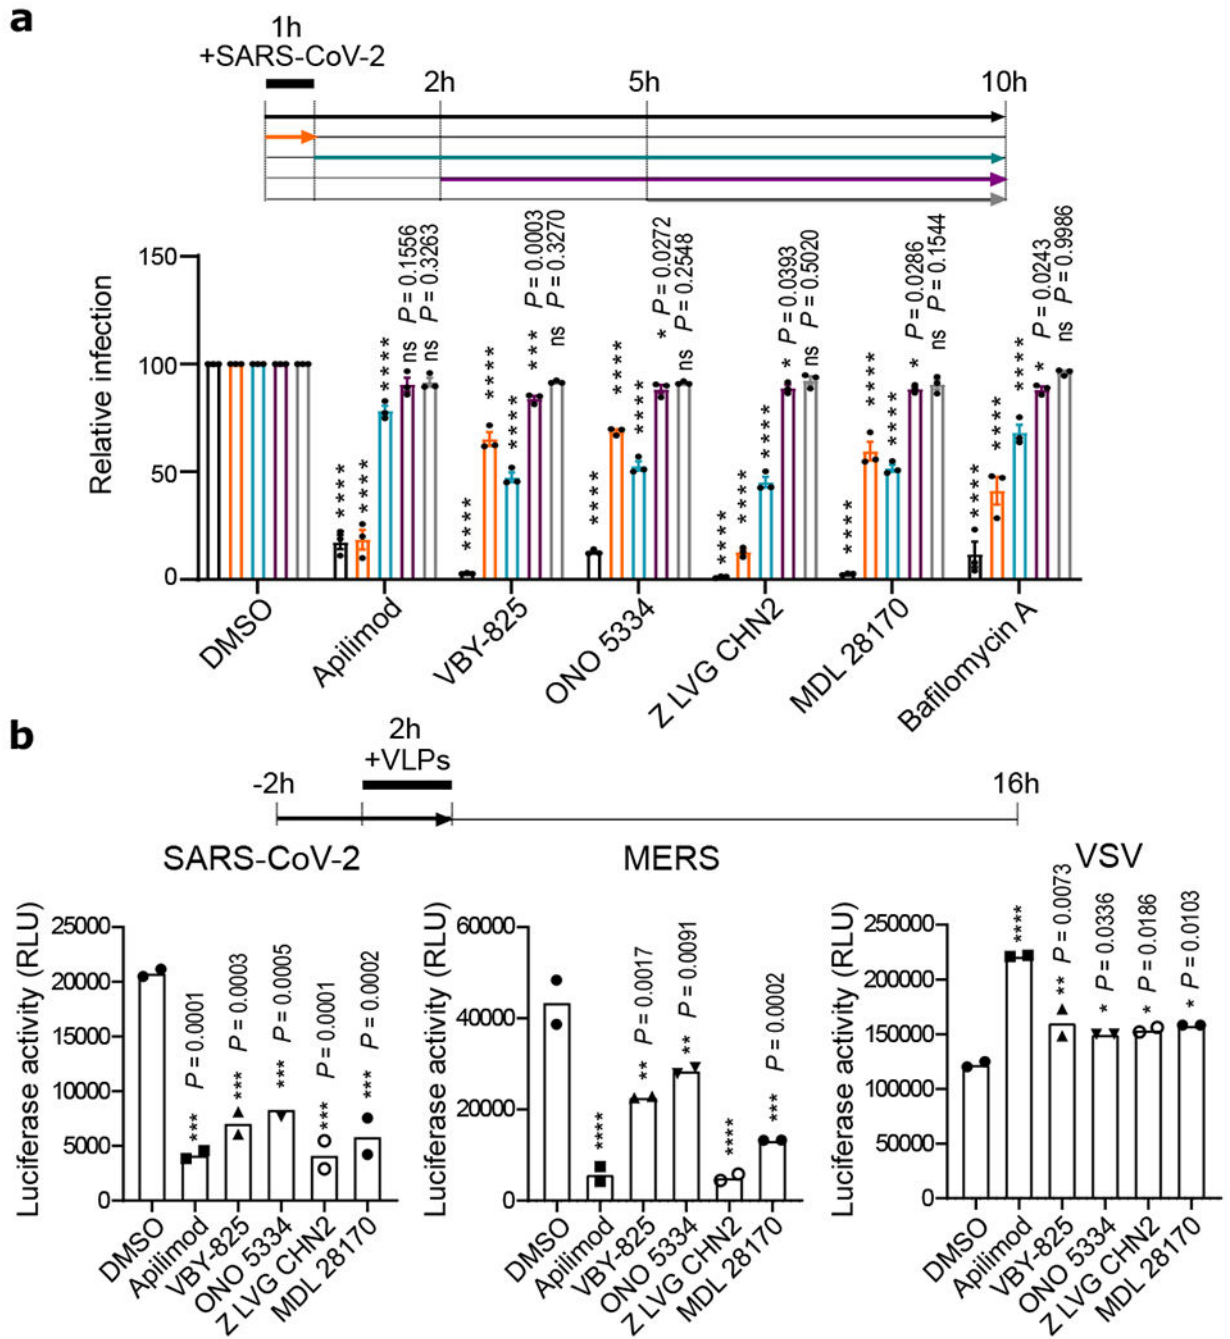 a
1h
+SARS-CoV-2
2h
5h
10h
Relative infection
150
100
50
0
****
****
****
ns P = 0.1556
ns P = 0.3263
****
****
****
*** P = 0.0003
ns P = 0.3270
****
****
****
* P = 0.0272
ns P = 0.2548
****
****
****
* P = 0.0393
ns P = 0.5020
****
****
****
* P = 0.0286
ns P = 0.1544
****
****
****
* P = 0.0243
ns P = 0.9986
DMSO
Apilimod
VBY-825
ONO 5334
Z LVG CHN2
MDL 28170
Bafilomycin A
b
2h
+VLPs
-2h
16h
SARS-CoV-2
Luciferase activity (RLU)
25000
20000
15000
10000
5000
0
*** P = 0.0001
*** P = 0.0003
*** P = 0.0005
*** P = 0.0001
*** P = 0.0002
DMSO
Apilimod
VBY-825
ONO 5334
Z LVG CHN2
MDL 28170
MERS
Luciferase activity (RLU)
60000
40000
20000
0
****
** P = 0.0017
** P = 0.0091
****
*** P = 0.0002
DMSO
Apilimod
VBY-825
ONO 5334
Z LVG CHN2
MDL 28170
VSV
Luciferase activity (RLU)
250000
200000
150000
100000
50000
0
****
** P = 0.0073
* P = 0.0336
* P = 0.0186
* P = 0.0103
DMSO
Apilimod
VBY-825
ONO 5334
Z LVG CHN2
MDL 28170